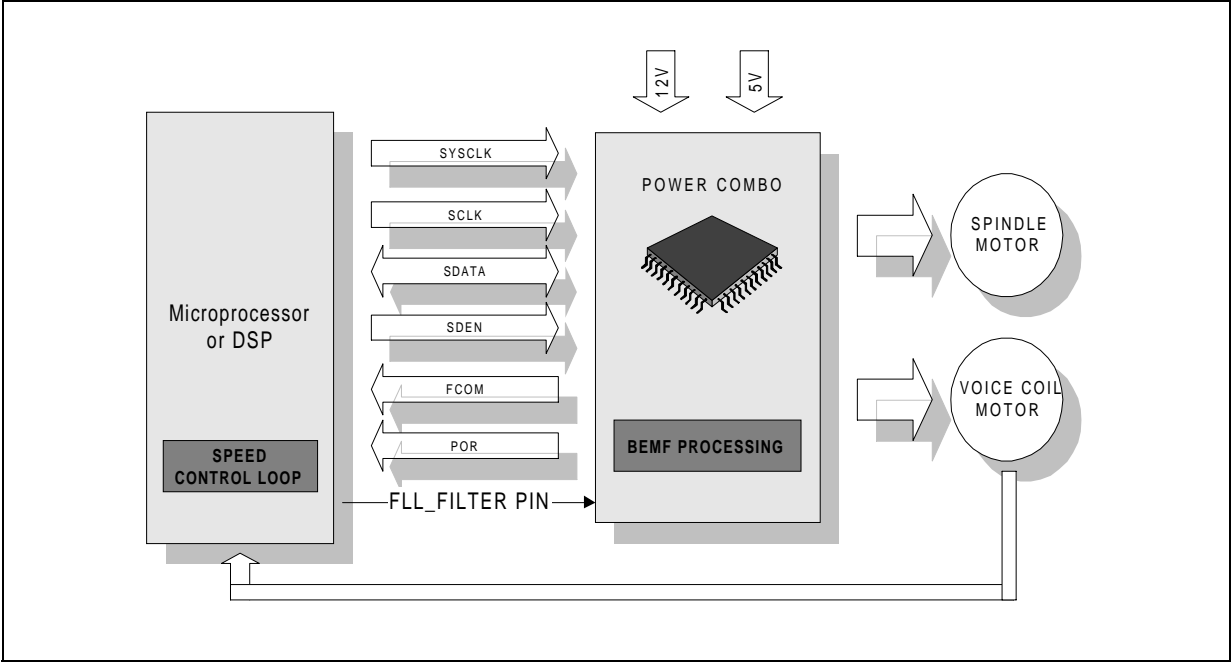 12V
5V
SYSCLK
SCLK
SDATA
SDEN
FCOM
POR
FLL_FILTER PIN
Microprocessor
or DSP
SPEED
CONTROL LOOP
POWER COMBO
BEMF PROCESSING
SPINDLE
MOTOR
VOICE COIL
MOTOR